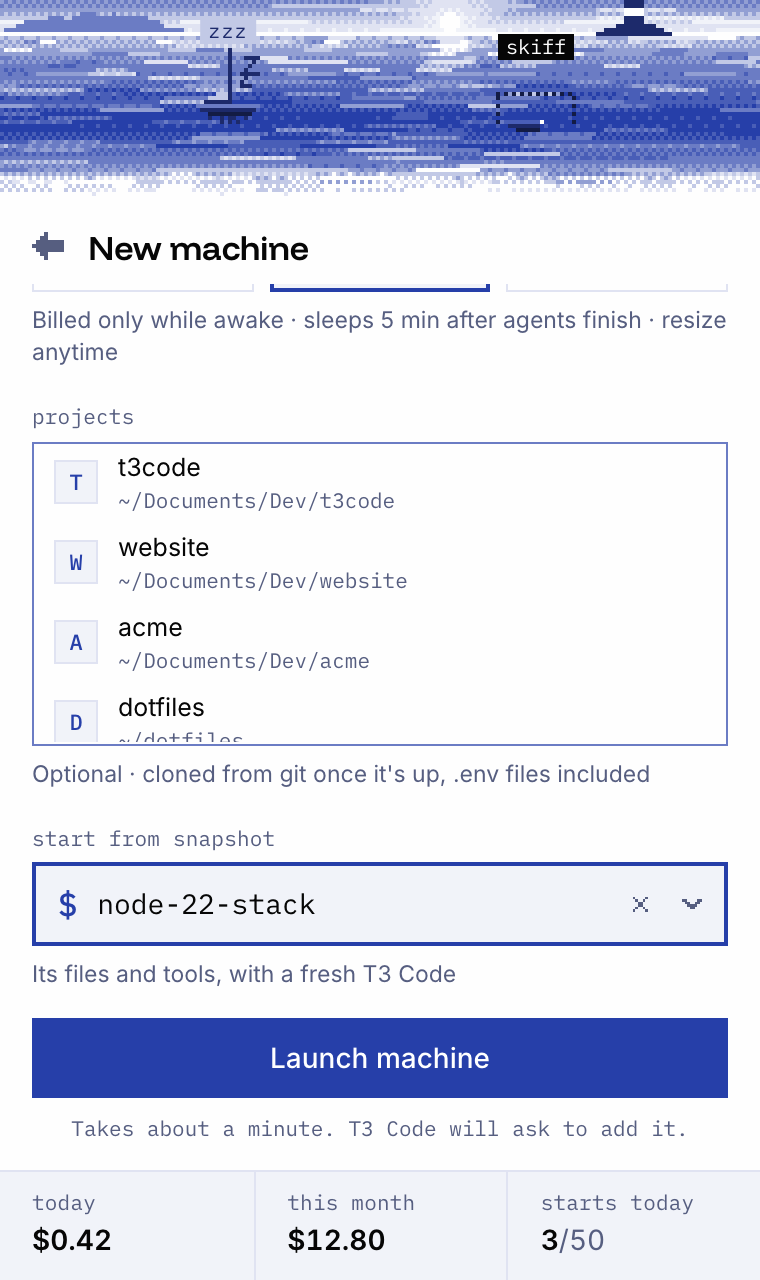 zzz
skiff
New machine
Billed only while awake · sleeps 5 min after agents finish · resize
anytime
projects
T
t3code
~/Documents/Dev/t3code
W
website
~/Documents/Dev/website
A
acme
~/Documents/Dev/acme
D
dotfiles
~/dotfiles
Optional · cloned from git once it's up, .env files included
start from snapshot
$ node-22-stack
Its files and tools, with a fresh T3 Code
Launch machine
Takes about a minute. T3 Code will ask to add it.
today
$0.42
this month
$12.80
starts today
3/50